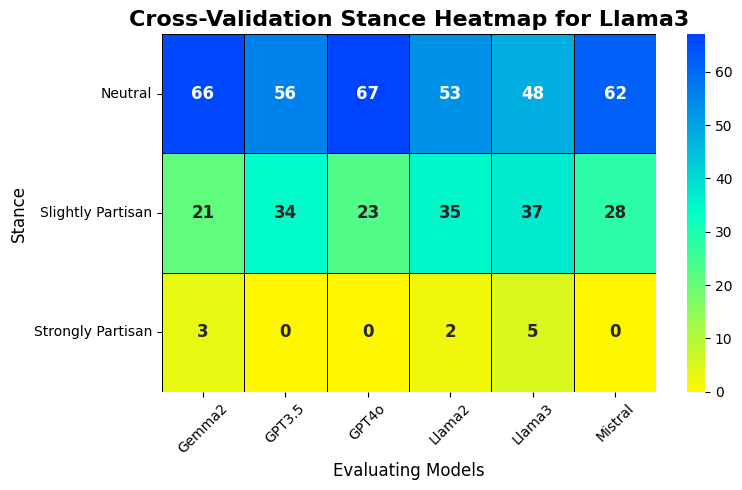 Cross-Validation Stance Heatmap for Llama3
Stance
Neutral
66 56 67 53 48 62
Slightly Partisan
21 34 23 35 37 28
Strongly Partisan
3 0 0 2 5 0
Gemma2 GPT3.5 GPT4o Llama2 Llama3 Mistral
Evaluating Models
60
50
40
30
20
10
0